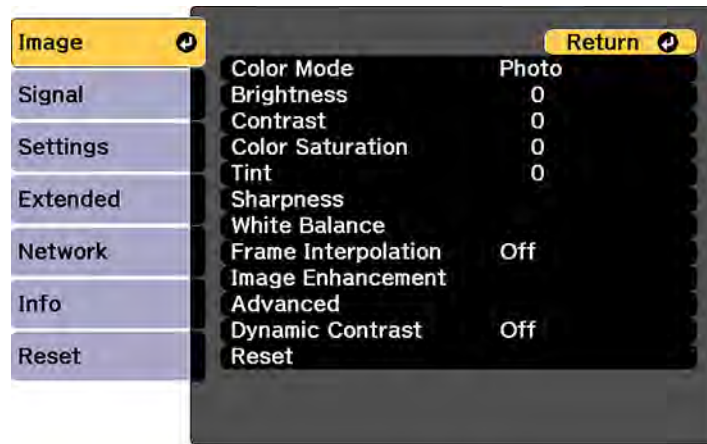 Image
Signal
Settings
Extended
Network
Info
Reset
Return
Color Mode Photo
Brightness 0
Contrast 0
Color Saturation 0
Tint 0
Sharpness
White Balance
Frame Interpolation Off
Image Enhancement
Advanced
Dynamic Contrast Off
Reset